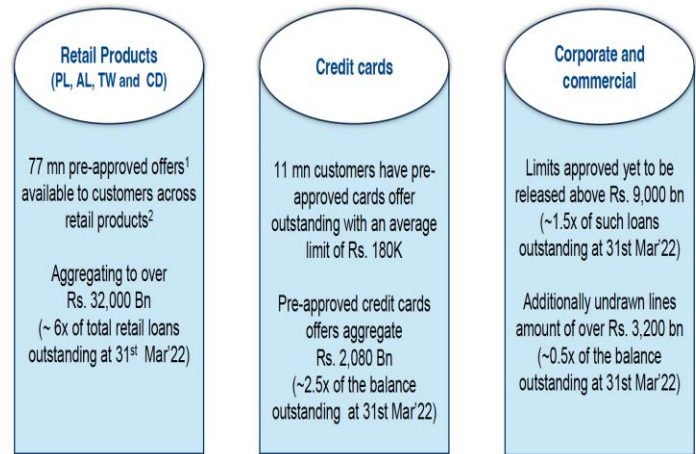 Retail Products
(PL, AL, TW and CD)
77 mn pre-approved offers¹
available to customers across
retail products²
Aggregating to over
Rs. 32,000 Bn
(~ 6x of total retail loans
outstanding at 31st Mar'22)
Credit cards
11 mn customers have pre-
approved cards offer
outstanding with an average
limit of Rs. 180K
Pre-approved credit cards
offers aggregate
Rs. 2,080 Bn
(~2.5x of the balance
outstanding at 31st Mar'22)
Corporate and
commercial
Limits approved yet to be
released above Rs. 9,000 bn
(~1.5x of such loans
outstanding at 31st Mar'22)
Additionally undrawn lines
amount of over Rs. 3,200 bn
(~0.5x of the balance
outstanding at 31st Mar'22)